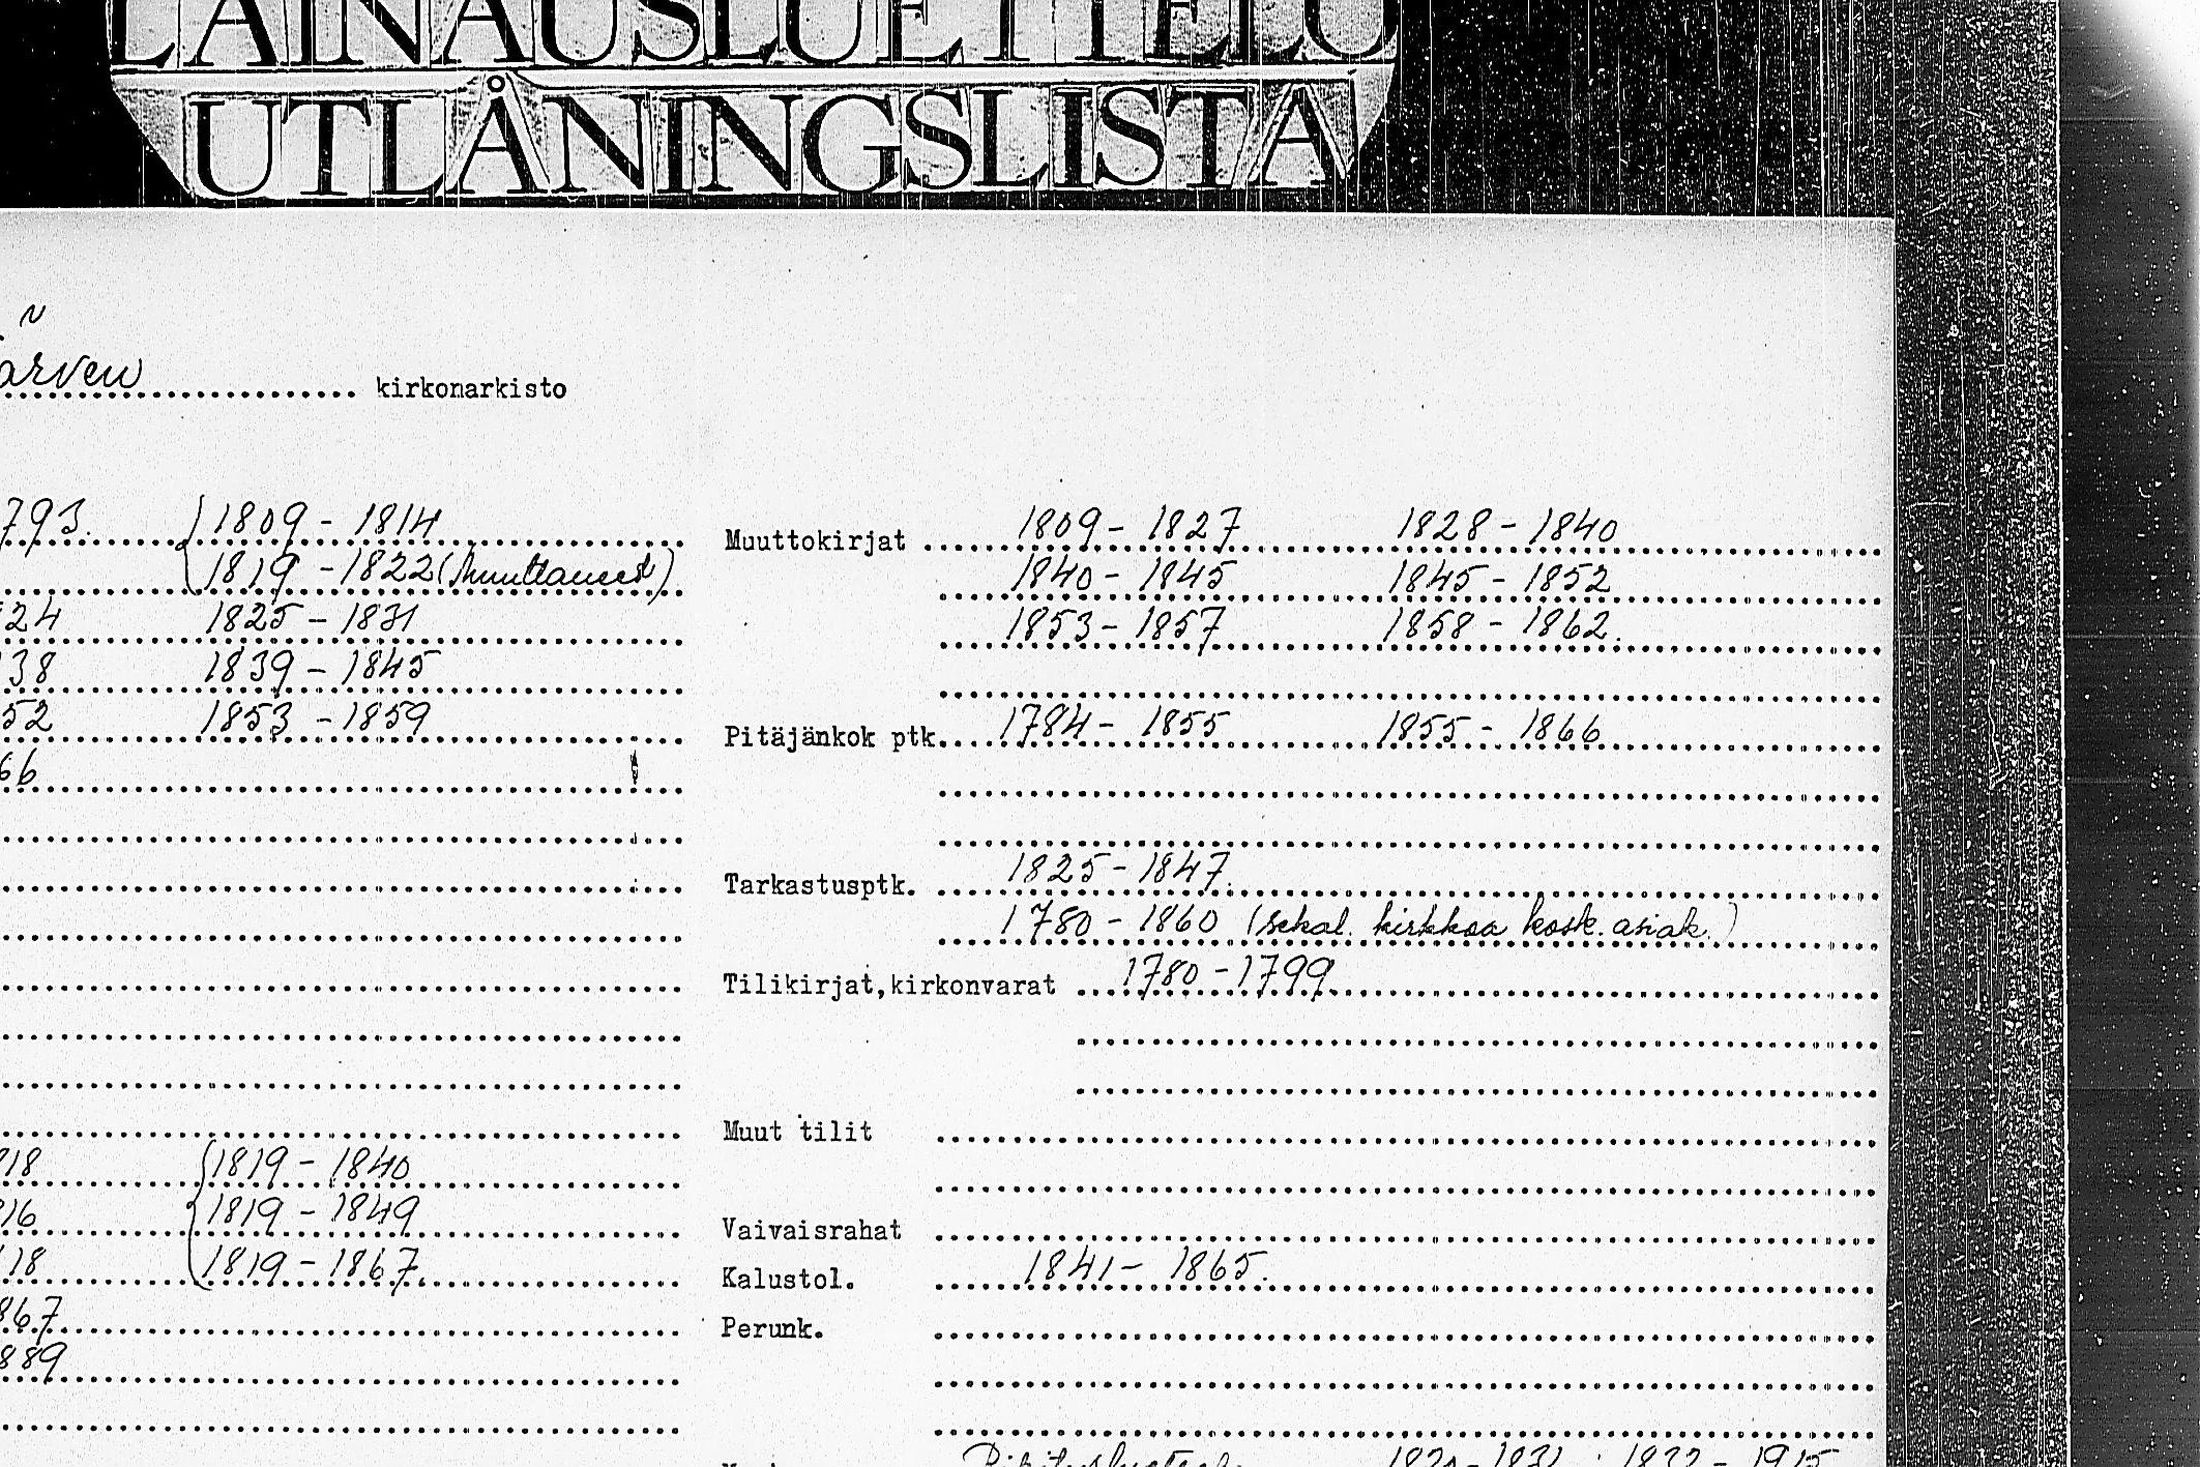 LAINAUSLUETTELO
UTLÅNINGSLISTA
ärven kirkonarkisto
793. 1809 - 1814
1819 - 1822 (Muuttaneet)
24 1825 - 1831
38 1839 - 1845
52 1853 - 1859
66
18 1819 - 1840
16 1819 - 1849
18 1819 - 1867.
867
889
Muuttokirjat 1809 - 1827 1828 - 1840
1840 - 1845 1845 - 1852
1853 - 1857 1858 - 1862.
Pitäjänkok ptk. 1784 - 1855 1855 - 1866
Tarkastusptk. 1825 - 1847.
1780 - 1860 (sekal. kirkkoa kosk. asiak.)
Tilikirjat,kirkonvarat 1780 - 1799
Muut tilit
Vaivaisrahat
Kalustol. 1841 - 1865.
Perunk.
1832 - 1915